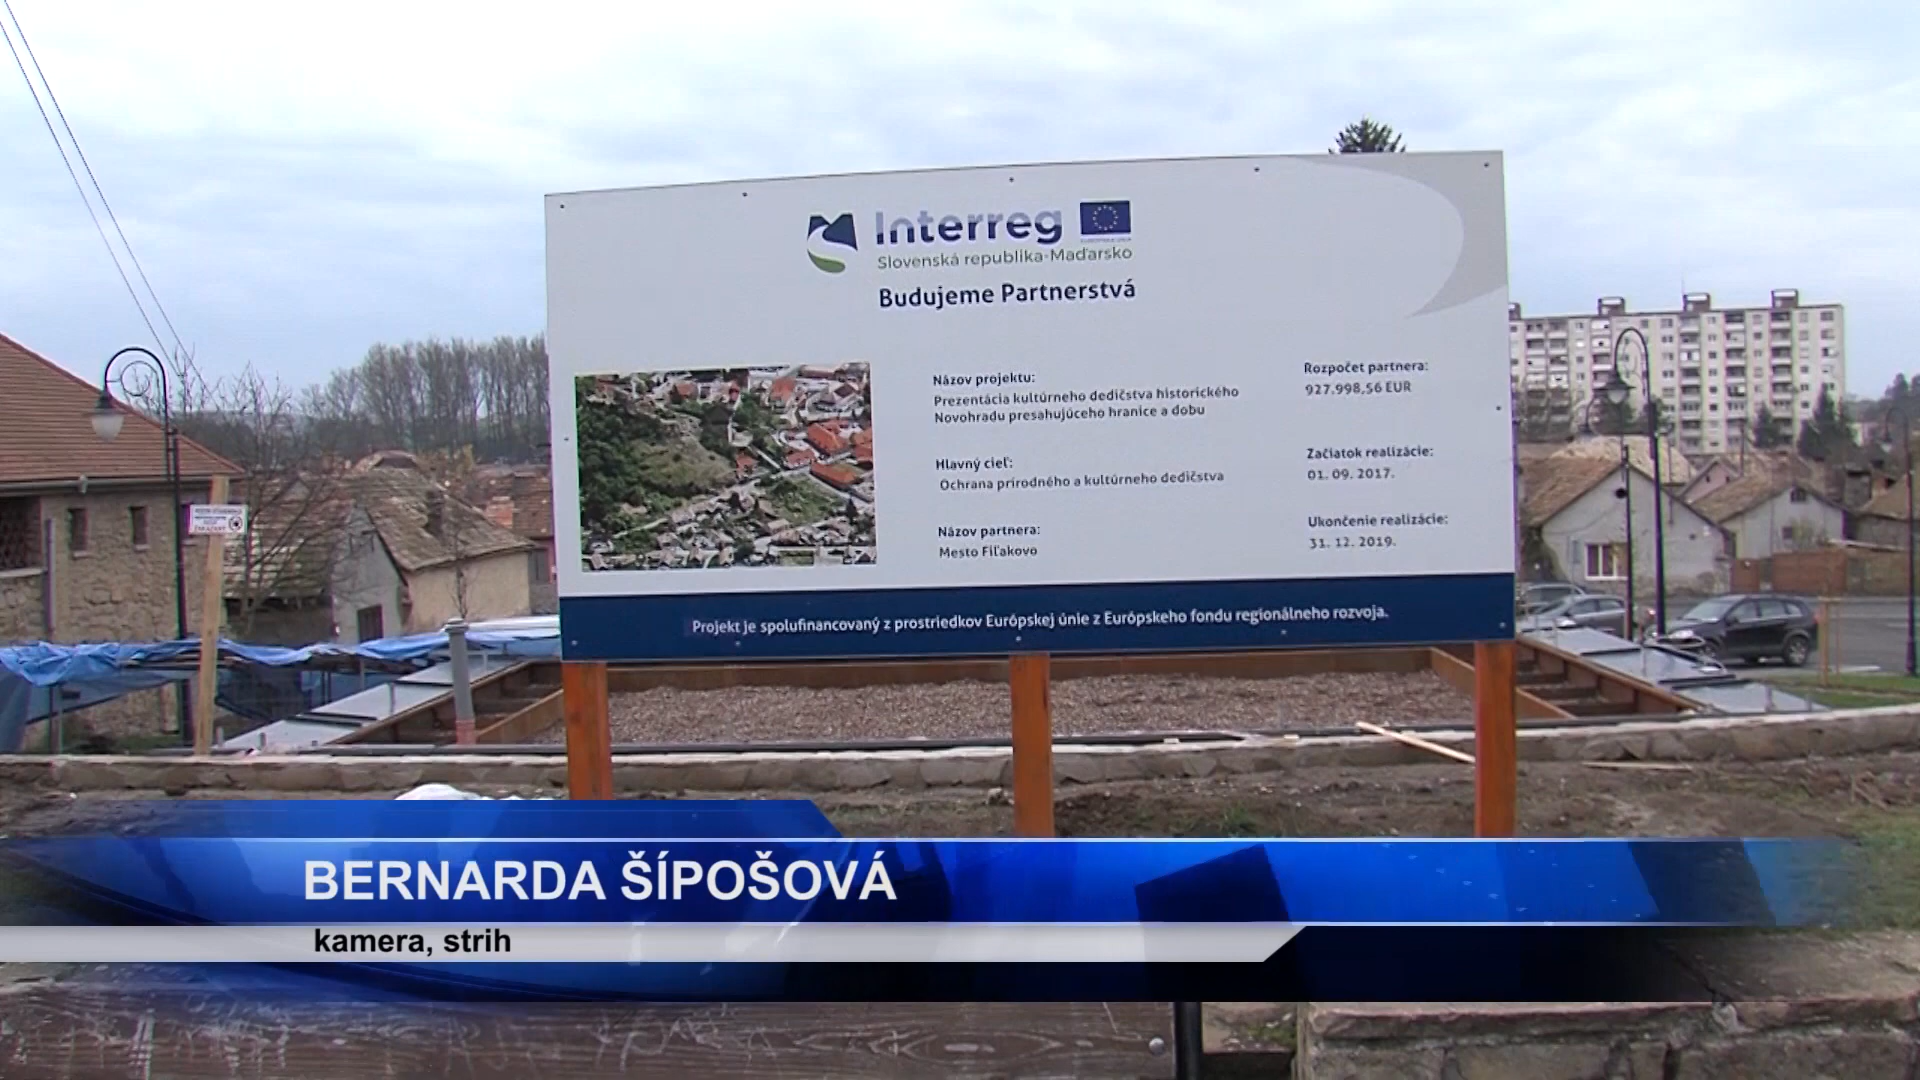 Interreg
Slovenská republika-Maďarsko
Budujeme Partnerstvá
Názov projektu:
Prezentácia kultúrneho dedičstva historického
Novohradu presahujúceho hranice a dobu
Hlavný cieľ:
Ochrana prírodného a kultúrneho dedičstva
Názov partnera:
Mesto Fiľakovo
Rozpočet partnera:
927.998,56 EUR
Začiatok realizácie:
01. 09. 2017.
Ukončenie realizácie:
31. 12. 2019.
Projekt je spolufinancovaný z prostriedkov Európskej únie z Európskeho fondu regionálneho rozvoja.
BERNARDA ŠÍPOŠOVÁ
kamera, strih